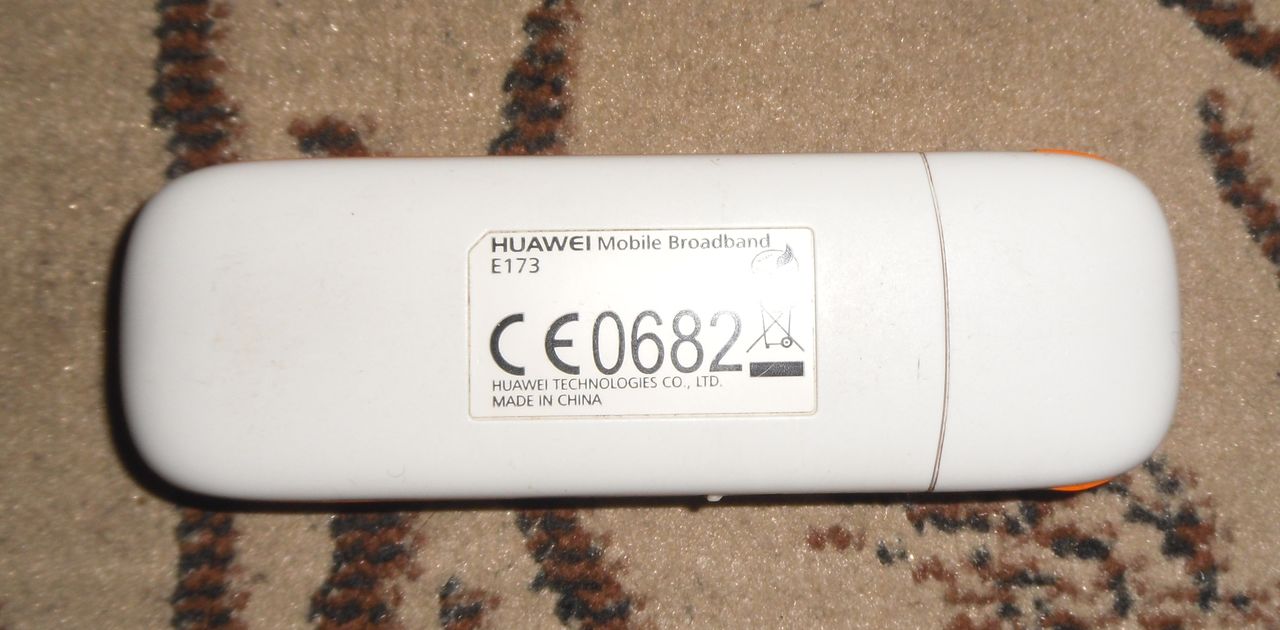 HUAWEI Mobile Broadband
E173
CE0682
HUAWEI TECHNOLOGIES CO., LTD.
MADE IN CHINA